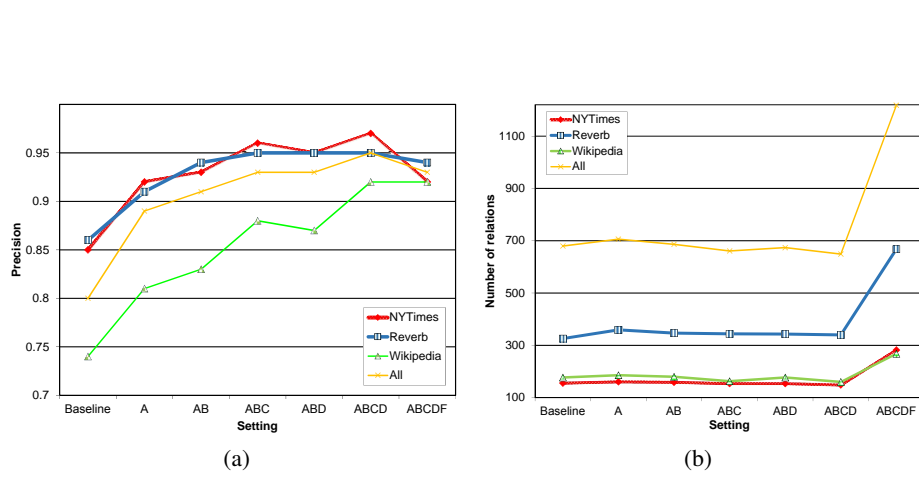 0.95
0.9
0.85
0.8
0.75
0.7
Precision
Baseline A AB ABC ABD ABCD ABCDF
Setting
NYTimes
Reverb
Wikipedia
All
(a)
1100
900
700
500
300
100
Number of relations
Baseline A AB ABC ABD ABCD ABCDF
Setting
NYTimes
Reverb
Wikipedia
All
(b)